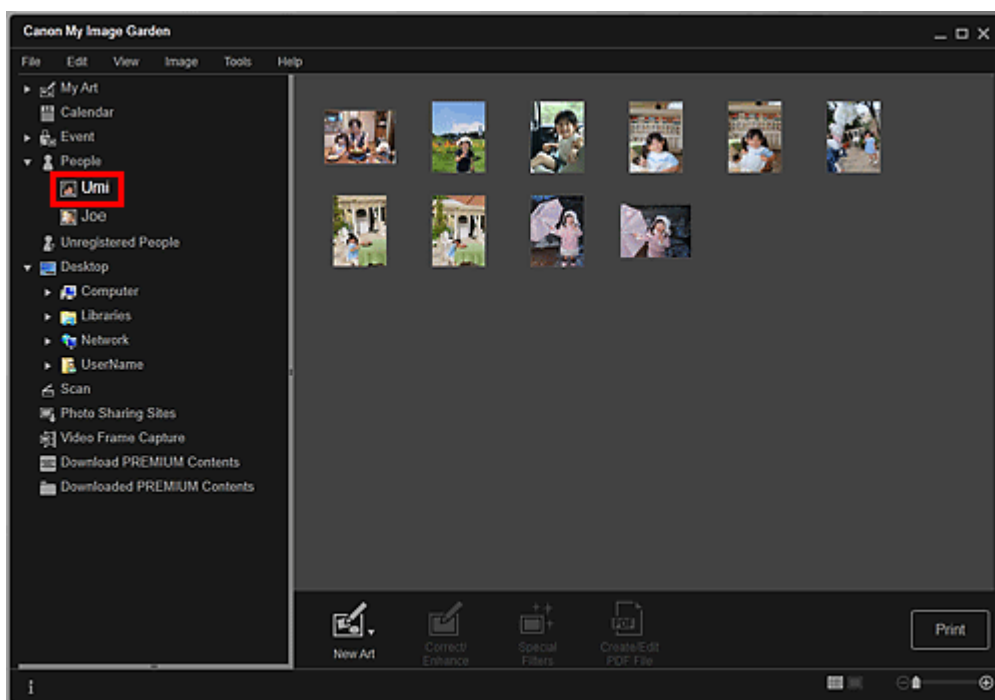 Canon My Image Garden
File Edit View Image Tools Help
My Art
Calendar
Event
People
Umi
Joe
Unregistered People
Desktop
Computer
Libraries
Network
UserName
Scan
Photo Sharing Sites
Video Frame Capture
Download PREMIUM Contents
Downloaded PREMIUM Contents
PDF
New Art
Correct/
Enhance
Special
Filters
Create/Edit
PDF File
Print